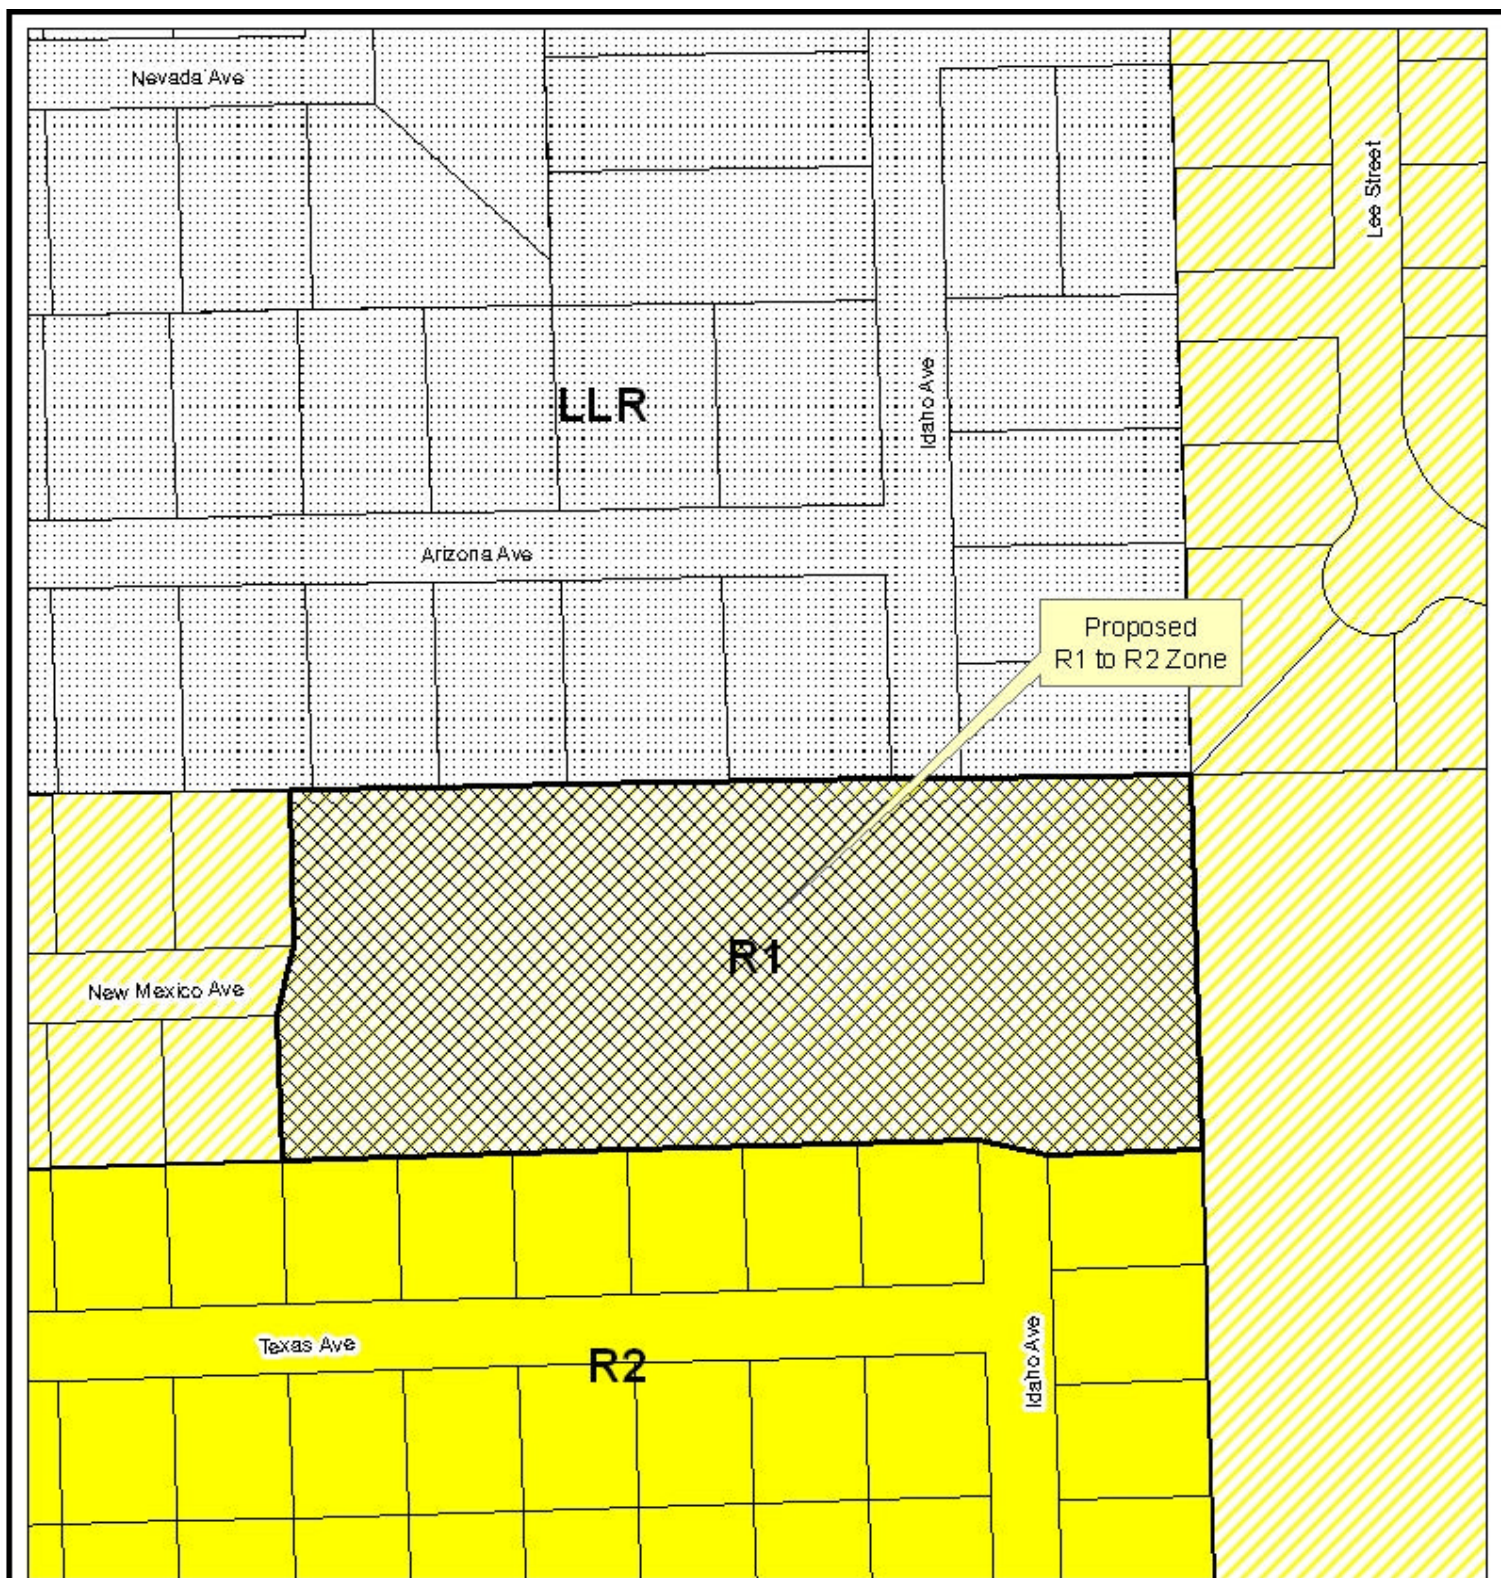 Nevada Ave
Lee Street
LLR
Idaho Ave
Arizona Ave
Proposed
R1 to R2 Zone
R1
New Mexico Ave
Texas Ave
R2
Idaho Ave